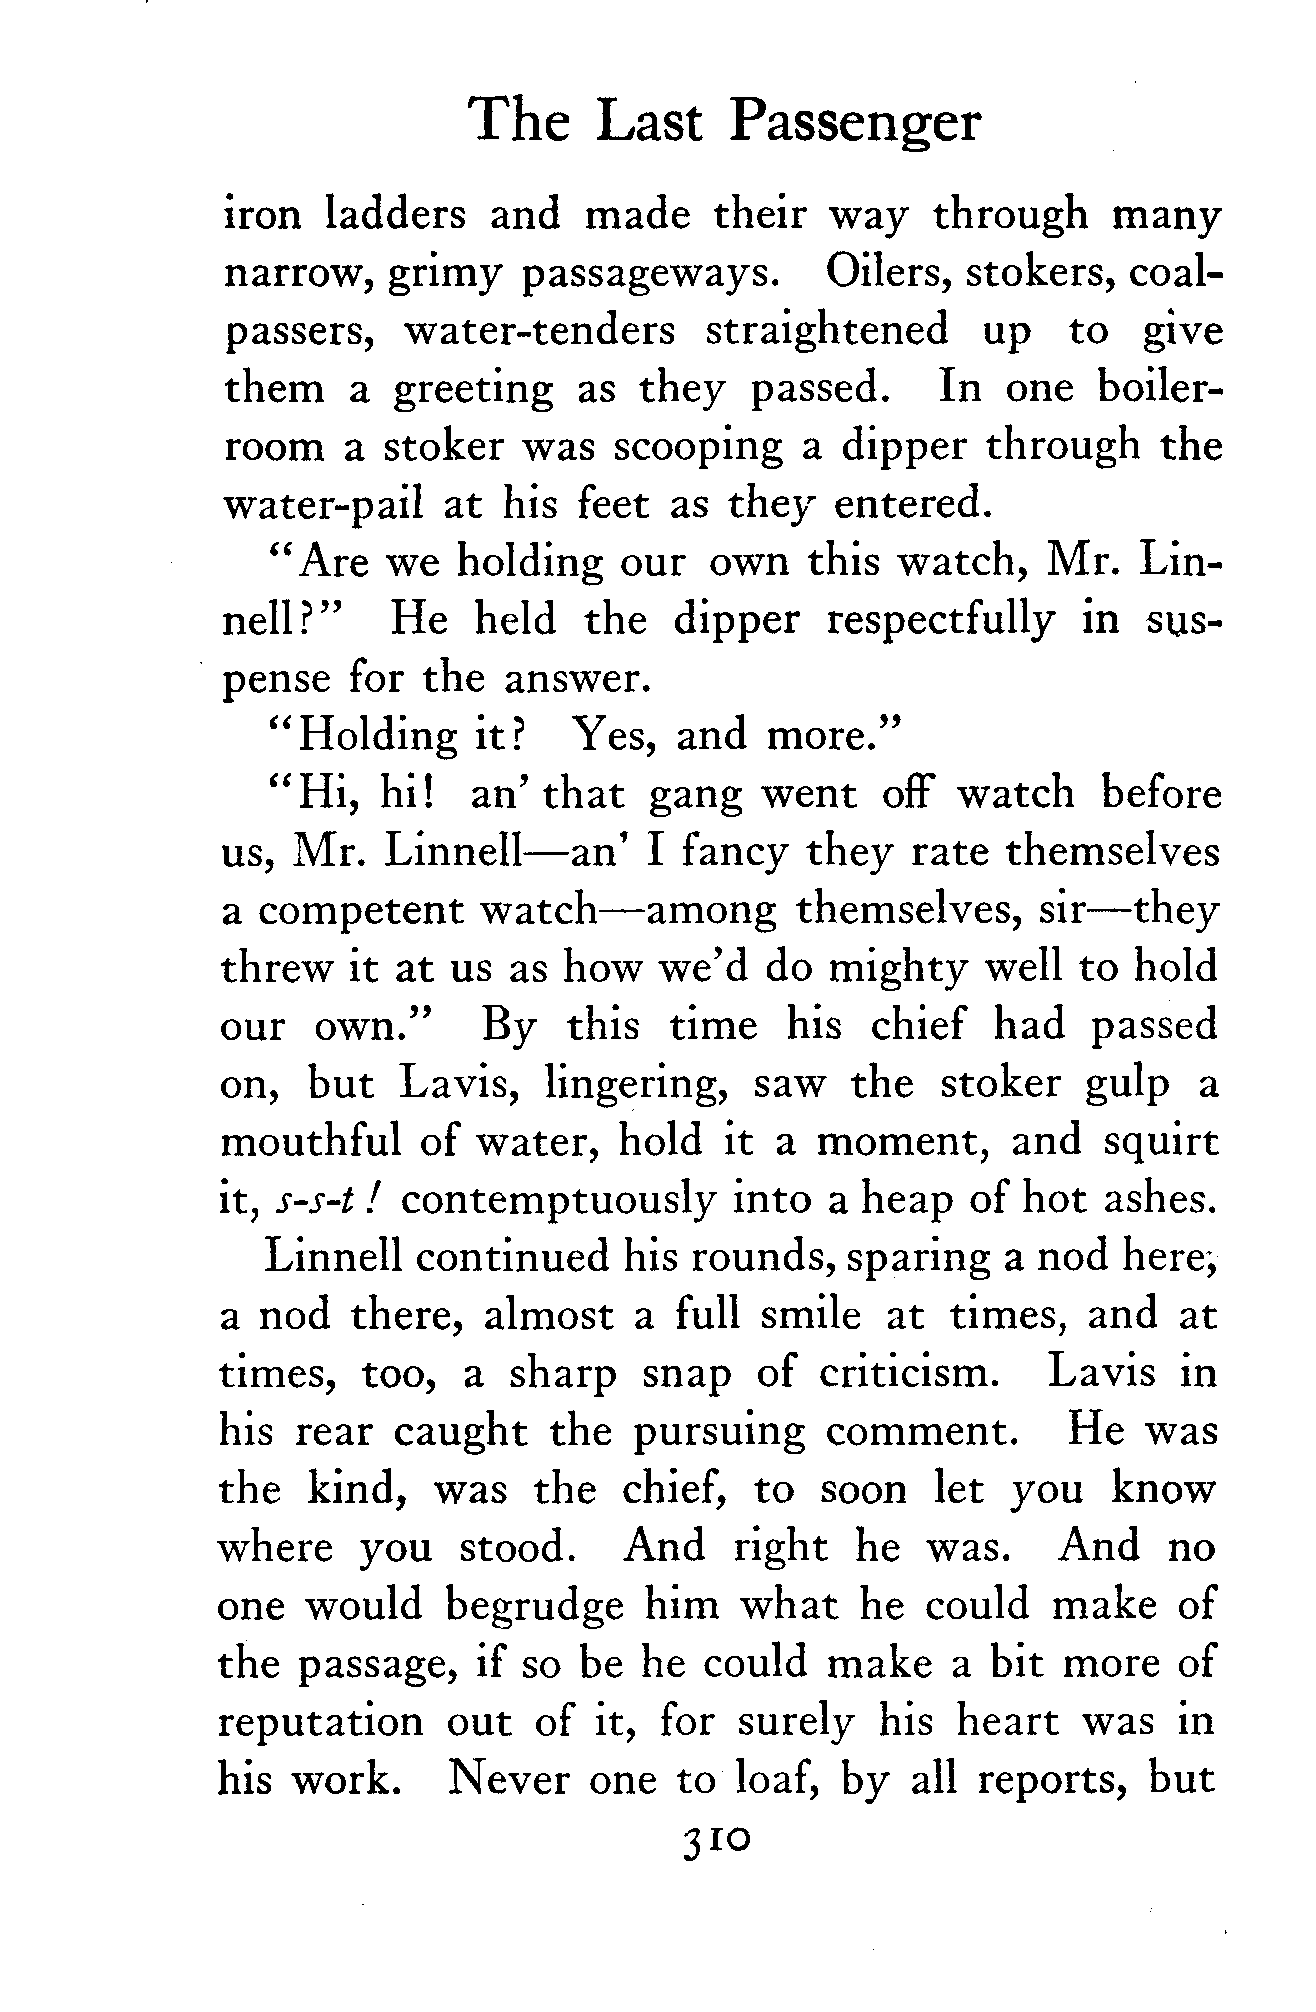 The Last Passenger
iron ladders and made their way through many
narrow, grimy passageways. Oilers, stokers, coal-
passers, water-tenders straightened up to give
them a greeting as they passed. In one boiler-
room a stoker was scooping a dipper through the
water-pail at his feet as they entered.
"Are we holding our own this watch, Mr. Lin-
nell?" He held the dipper respectfully in sus-
pense for the answer.
"Holding it? Yes, and more."
"Hi, hi! an' that gang went off watch before
us, Mr. Linnell—an' I fancy they rate themselves
a competent watch—among themselves, sir—they
threw it at us as how we'd do mighty well to hold
our own." By this time his chief had passed
on, but Lavis, lingering, saw the stoker gulp a
mouthful of water, hold it a moment, and squirt
it, s-s-t! contemptuously into a heap of hot ashes.
Linnell continued his rounds, sparing a nod here,
a nod there, almost a full smile at times, and at
times, too, a sharp snap of criticism. Lavis in
his rear caught the pursuing comment. He was
the kind, was the chief, to soon let you know
where you stood. And right he was. And no
one would begrudge him what he could make of
the passage, if so be he could make a bit more of
reputation out of it, for surely his heart was in
his work. Never one to loaf, by all reports, but
310